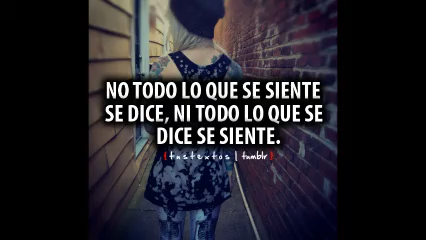 NO TODO LO QUE SE SIENTE
SE DICE, NI TODO LO QUE SE
DICE SE SIENTE.
{tustextos | tumblr}